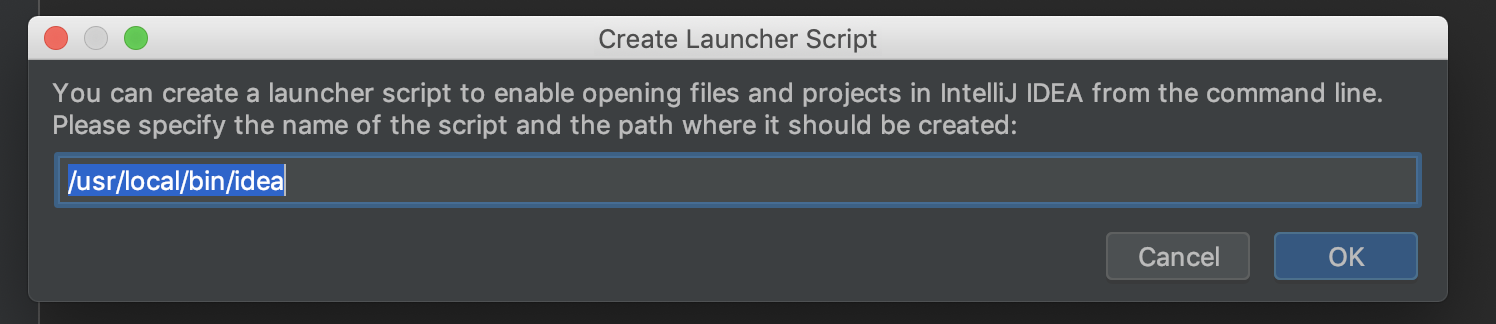 Create Launcher Script
You can create a launcher script to enable opening files and projects in IntelliJ IDEA from the command line.
Please specify the name of the script and the path where it should be created:
/usr/local/bin/idea
Cancel
OK